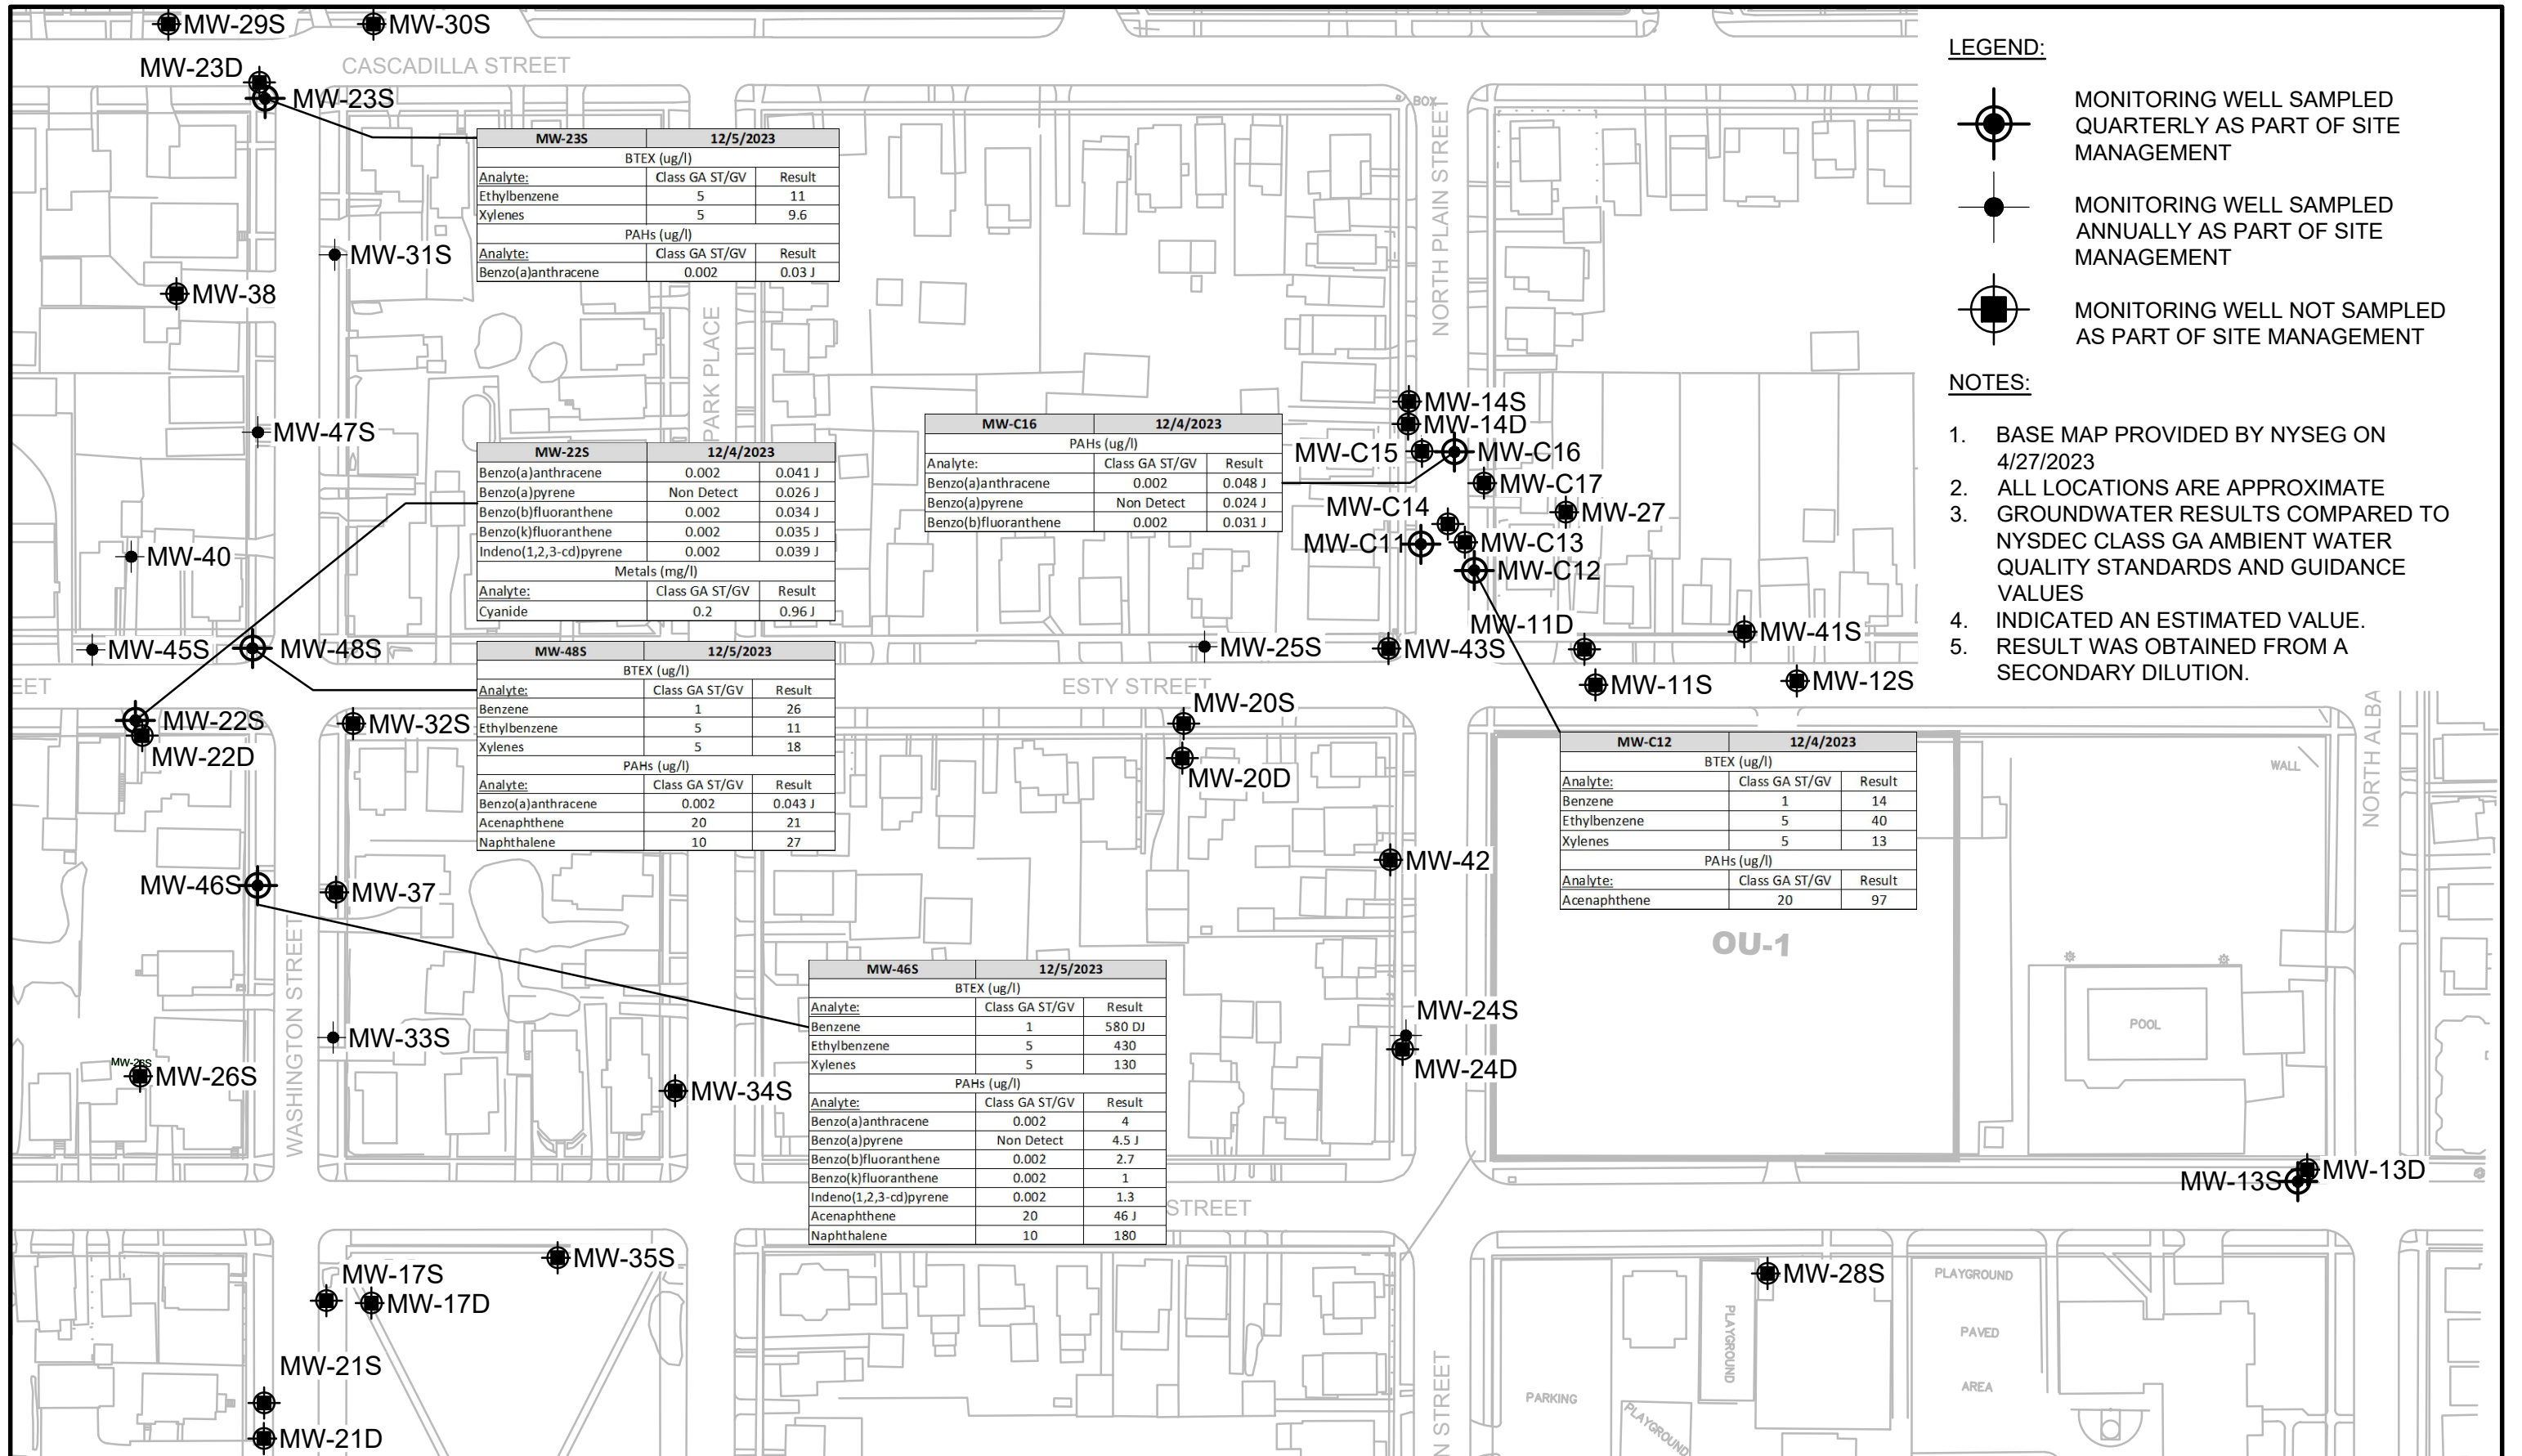 MW-29S
MW-30S
MW-23D
CASCADILLA STREET
MW-23S
BOX
LEGEND:
MONITORING WELL SAMPLED
QUARTERLY AS PART OF SITE
MANAGEMENT
MONITORING WELL SAMPLED
ANNUALLY AS PART OF SITE
MANAGEMENT
MONITORING WELL NOT SAMPLED
AS PART OF SITE MANAGEMENT
NOTES:
1. BASE MAP PROVIDED BY NYSEG ON
4/27/2023
2. ALL LOCATIONS ARE APPROXIMATE
3. GROUNDWATER RESULTS COMPARED TO
NYSDEC CLASS GA AMBIENT WATER
QUALITY STANDARDS AND GUIDANCE
VALUES
4. INDICATED AN ESTIMATED VALUE.
5. RESULT WAS OBTAINED FROM A
SECONDARY DILUTION.
MW-23S 12/5/2023
BTEX (ug/l)
Analyte: Class GA ST/GV Result
Ethylbenzene 5 11
Xylenes 5 9.6
PAHs (ug/l)
Analyte: Class GA ST/GV Result
Benzo(a)anthracene 0.002 0.03 J
MW-31S
MW-38
PARK PLACE
NORTH PLAIN STREET
MW-47S
MW-22S 12/4/2023
Benzo(a)anthracene 0.002 0.041 J
Benzo(a)pyrene Non Detect 0.026 J
Benzo(b)fluoranthene 0.002 0.034 J
Benzo(k)fluoranthene 0.002 0.035 J
Indeno(1,2,3-cd)pyrene 0.002 0.039 J
Metals (mg/l)
Analyte: Class GA ST/GV Result
Cyanide 0.2 0.96 J
MW-C16 12/4/2023
PAHs (ug/l)
Analyte: Class GA ST/GV Result
Benzo(a)anthracene 0.002 0.048 J
Benzo(a)pyrene Non Detect 0.024 J
Benzo(b)fluoranthene 0.002 0.031 J
MW-14S
MW-14D
MW-C15
MW-C16
MW-C17
MW-C14
MW-27
MW-C11
MW-C13
MW-C12
MW-40
MW-45S
MW-48S
MW-25S
MW-43S
MW-11D
MW-41S
MW-11S
MW-12S
EET
ESTY STREET
MW-48S 12/5/2023
BTEX (ug/l)
Analyte: Class GA ST/GV Result
Benzene 1 26
Ethylbenzene 5 11
Xylenes 5 18
PAHs (ug/l)
Analyte: Class GA ST/GV Result
Benzo(a)anthracene 0.002 0.043 J
Acenaphthene 20 21
Naphthalene 10 27
MW-22S
MW-22D
MW-32S
MW-20S
MW-20D
MW-C12 12/4/2023
BTEX (ug/l)
Analyte: Class GA ST/GV Result
Benzene 1 14
Ethylbenzene 5 40
Xylenes 5 13
PAHs (ug/l)
Analyte: Class GA ST/GV Result
Acenaphthene 20 97
WALL
NORTH ALBA
MW-46S
MW-37
MW-42
OU-1
WASHINGTON STREET
MW-46S 12/5/2023
BTEX (ug/l)
Analyte: Class GA ST/GV Result
Benzene 1 580 DJ
Ethylbenzene 5 430
Xylenes 5 130
PAHs (ug/l)
Analyte: Class GA ST/GV Result
Benzo(a)anthracene 0.002 4
Benzo(a)pyrene Non Detect 4.5 J
Benzo(b)fluoranthene 0.002 2.7
Benzo(k)fluoranthene 0.002 1
Indeno(1,2,3-cd)pyrene 0.002 1.3
Acenaphthene 20 46 J
Naphthalene 10 180
MW-24S
MW-24D
POOL
MW-33S
MW-26S
MW-26S
MW-34S
MW-13S
MW-13D
STREET
MW-35S
MW-17S
MW-17D
MW-28S
PLAYGROUND
PLAYGROUND
PAVED
AREA
PARKING
PLAYGROUND
MW-21S
MW-21D
N STREET